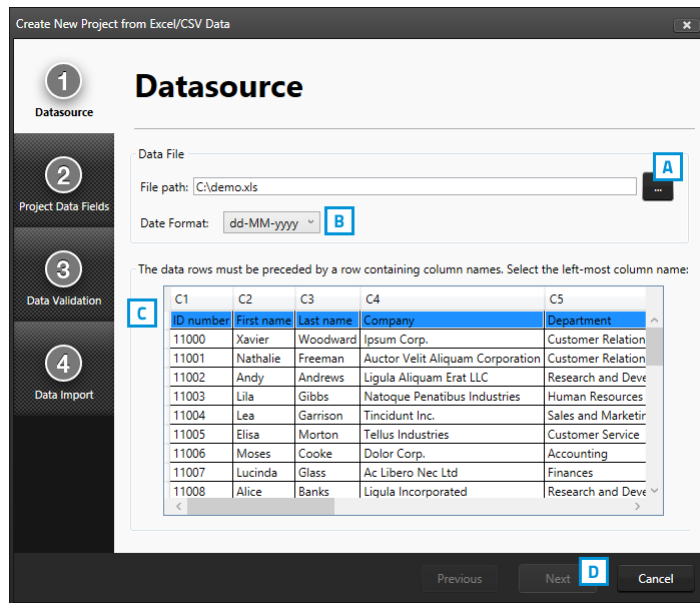 Create New Project from Excel/CSV Data
1
Datasource
2
Project Data Fields
3
Data Validation
4
Data Import
Datasource
Data File
A
File path: C:\demo.xls ...
Date Format: dd-MM-yyyy B
The data rows must be preceded by a row containing column names. Select the left-most column name:
C
C1 C2 C3 C4 C5
ID number First name Last name Company Department
11000 Xavier Woodward Ipsum Corp. Customer Relation
11001 Nathalie Freeman Auctor Velit Aliquam Corporation Customer Relation
11002 Andy Andrews Ligula Aliquam Erat LLC Research and Deve
11003 Lila Gibbs Natoque Penatibus Industries Human Resources
11004 Lea Garrison Tincidunt Inc. Sales and Marketin
11005 Elisa Morton Tellus Industries Customer Service
11006 Moses Cooke Dolor Corp. Accounting
11007 Lucinda Glass Ac Libero Nec Ltd Finances
11008 Alice Banks Ligula Incorporated Research and Deve
Previous Next D Cancel